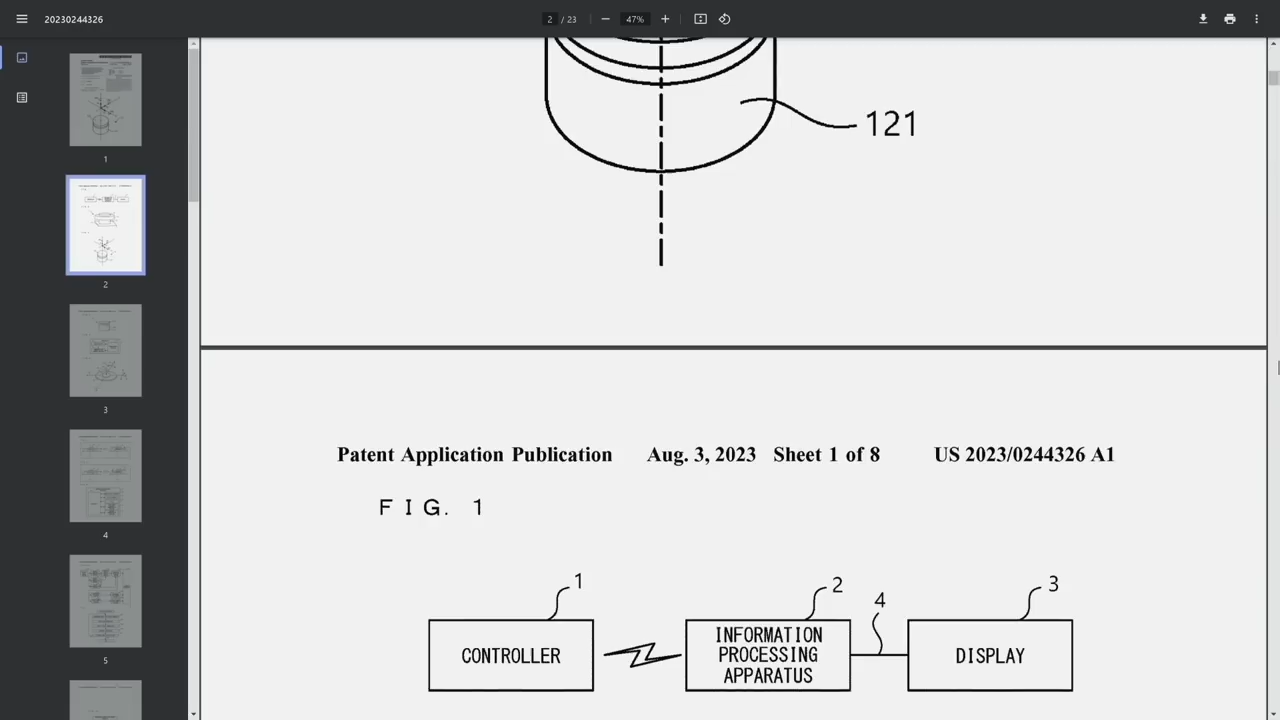 20230244326
2 / 23
47%
1
2
3
4
5
121
Patent Application Publication Aug. 3, 2023 Sheet 1 of 8 US 2023/0244326 A1
FIG. 1
1
2
4
3
CONTROLLER
INFORMATION
PROCESSING
APPARATUS
DISPLAY